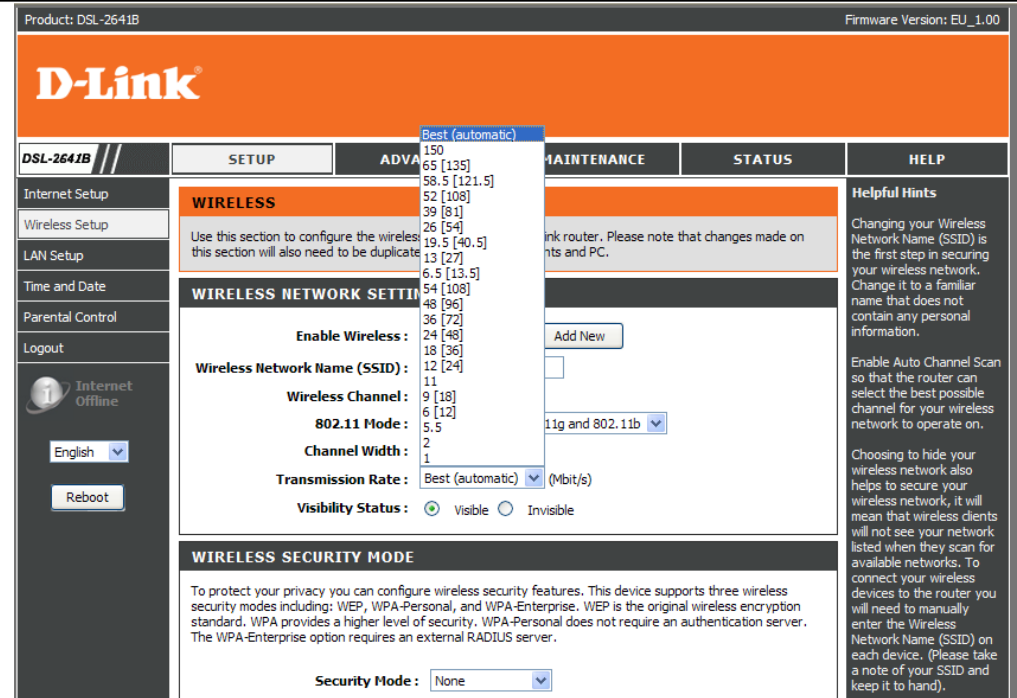 Product: DSL-2641B
Firmware Version: EU_1.00
D-Link®
DSL-2641B
SETUP
ADVA
MAINTENANCE
STATUS
HELP
Internet Setup
Wireless Setup
LAN Setup
Time and Date
Parental Control
Logout
Internet
Offline
English
Reboot
WIRELESS
Use this section to configure the wireles
ink router. Please note that changes made on
this section will also need to be duplicate
nts and PC.
WIRELESS NETWORK SETTIN
Enable Wireless :
Add New
Wireless Network Name (SSID) :
Wireless Channel :
802.11 Mode :
11g and 802.11b
Channel Width :
Transmission Rate :
Best (automatic)
(Mbit/s)
Visibility Status :
Visible
Invisible
Best (automatic)
150
65 [135]
58.5 [121.5]
52 [108]
39 [81]
26 [54]
19.5 [40.5]
13 [27]
6.5 [13.5]
54 [108]
48 [96]
36 [72]
24 [48]
18 [36]
12 [24]
11
9 [18]
6 [12]
5.5
2
1
WIRELESS SECURITY MODE
To protect your privacy you can configure wireless security features. This device supports three wireless
security modes including: WEP, WPA-Personal, and WPA-Enterprise. WEP is the original wireless encryption
standard. WPA provides a higher level of security. WPA-Personal does not require an authentication server.
The WPA-Enterprise option requires an external RADIUS server.
Security Mode :
None
Helpful Hints
Changing your Wireless
Network Name (SSID) is
the first step in securing
your wireless network.
Change it to a familiar
name that does not
contain any personal
information.
Enable Auto Channel Scan
so that the router can
select the best possible
channel for your wireless
network to operate on.
Choosing to hide your
wireless network also
helps to secure your
wireless network, it will
mean that wireless clients
will not see your network
listed when they scan for
available networks. To
connect your wireless
devices to the router you
will need to manually
enter the Wireless
Network Name (SSID) on
each device. (Please take
a note of your SSID and
keep it to hand).